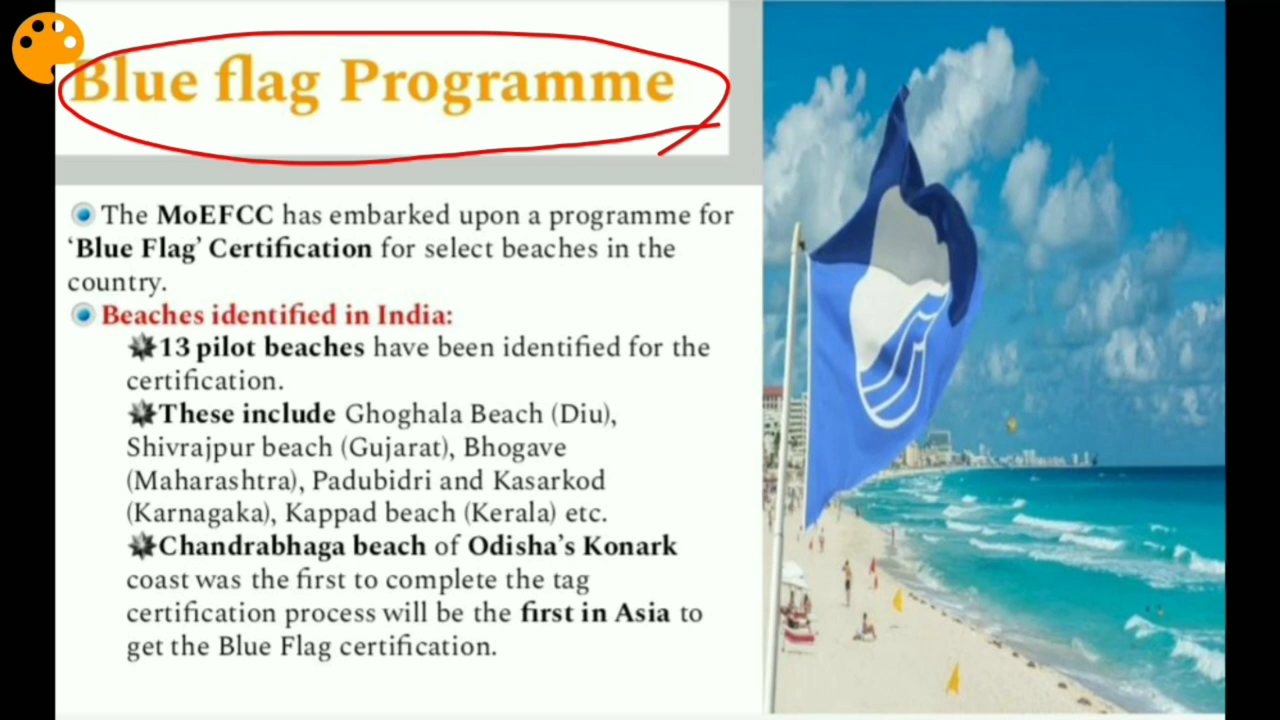 Blue flag Programme
The MoEFCC has embarked upon a programme for
‘Blue Flag’ Certification for select beaches in the
country.
Beaches identified in India:
13 pilot beaches have been identified for the
certification.
These include Ghoghala Beach (Diu),
Shivrajpur beach (Gujarat), Bhogave
(Maharashtra), Padubidri and Kasarkod
(Karnagaka), Kappad beach (Kerala) etc.
Chandrabhaga beach of Odisha’s Konark
coast was the first to complete the tag
certification process will be the first in Asia to
get the Blue Flag certification.